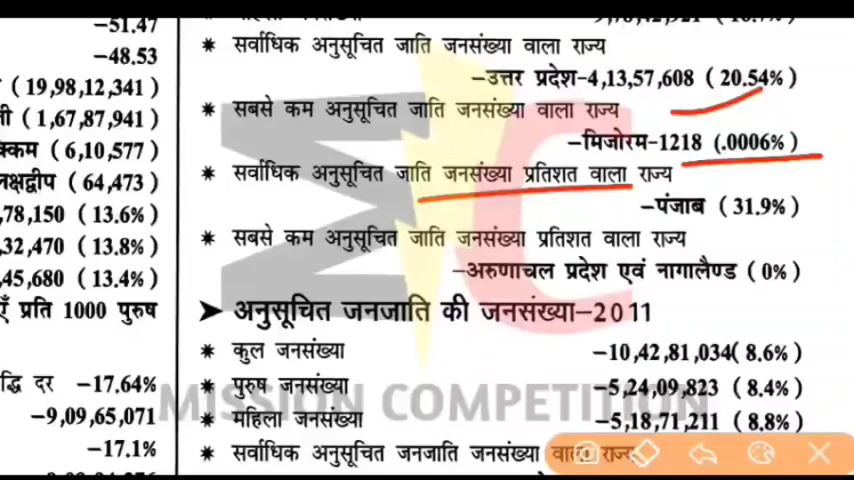 -51.47
-48.53
(19,98,12,341)
(1,67,87,941)
(6,10,577)
(64,473)
78,150 (13.6%)
32,470 (13.8%)
45,680 (13.4%)
प्रति 1000 पुरुष
दर -17.64%
-9,09,65,071
-17.1%
* सर्वाधिक अनुसूचित जाति जनसंख्या वाला राज्य
-उत्तर प्रदेश-4,13,57,608 (20.54%)
* सबसे कम अनुसूचित जाति जनसंख्या वाला राज्य
-मिजोरम-1218 (.0006%)
* सर्वाधिक अनुसूचित जाति जनसंख्या प्रतिशत वाला राज्य
-पंजाब (31.9%)
* सबसे कम अनुसूचित जाति जनसंख्या प्रतिशत वाला राज्य
-अरुणाचल प्रदेश एवं नागालैण्ड (0%)
➤ अनुसूचित जनजाति की जनसंख्या-2011
* कुल जनसंख्या -10,42,81,034( 8.6%)
* पुरुष जनसंख्या -5,24,09,823 (8.4%)
* महिला जनसंख्या -5,18,71,211 (8.8%)
* सर्वाधिक अनुसूचित जनजाति जनसंख्या वाला राज्य
MISSION COMPETITION